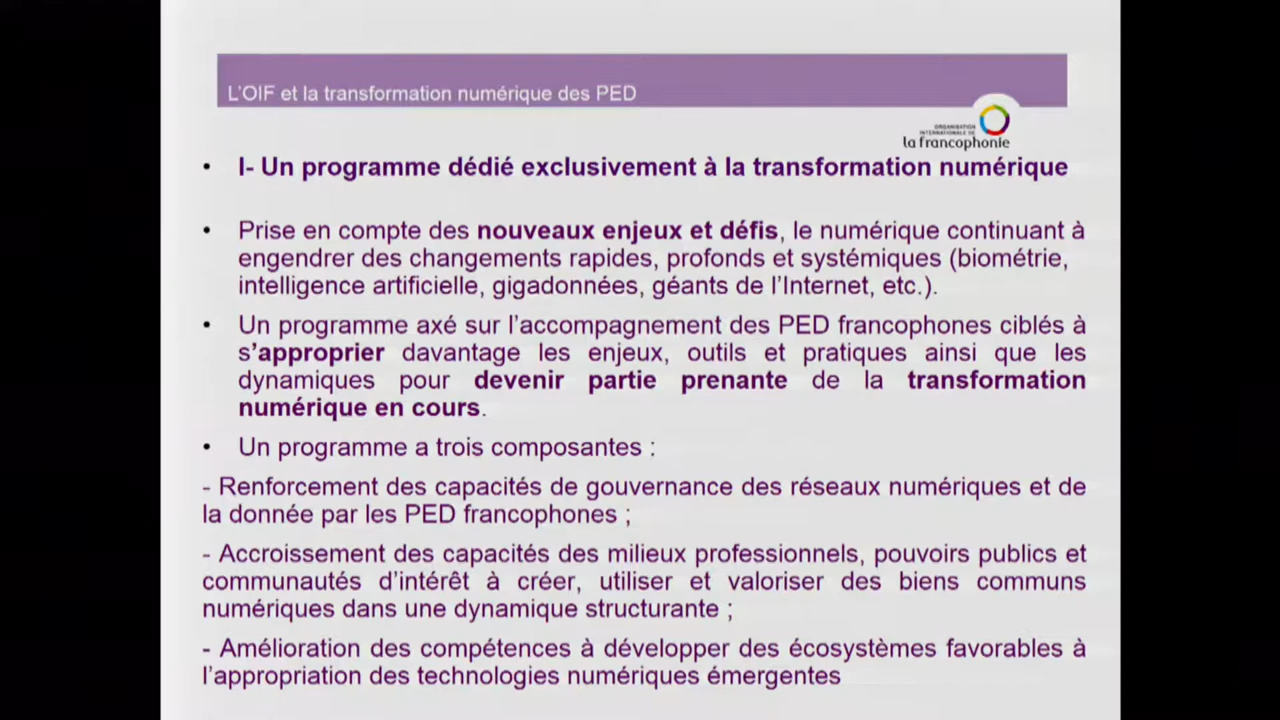 L'OIF et la transformation numérique des PED
ORGANISATION
INTERNATIONALE DE
la francophonie
• I- Un programme dédié exclusivement à la transformation numérique
• Prise en compte des nouveaux enjeux et défis, le numérique continuant à
engendrer des changements rapides, profonds et systémiques (biométrie,
intelligence artificielle, gigadonnées, géants de l'Internet, etc.).
• Un programme axé sur l'accompagnement des PED francophones ciblés à
s'approprier davantage les enjeux, outils et pratiques ainsi que les
dynamiques pour devenir partie prenante de la transformation
numérique en cours.
• Un programme a trois composantes :
- Renforcement des capacités de gouvernance des réseaux numériques et de
la donnée par les PED francophones ;
- Accroissement des capacités des milieux professionnels, pouvoirs publics et
communautés d'intérêt à créer, utiliser et valoriser des biens communs
numériques dans une dynamique structurante ;
- Amélioration des compétences à développer des écosystèmes favorables à
l'appropriation des technologies numériques émergentes